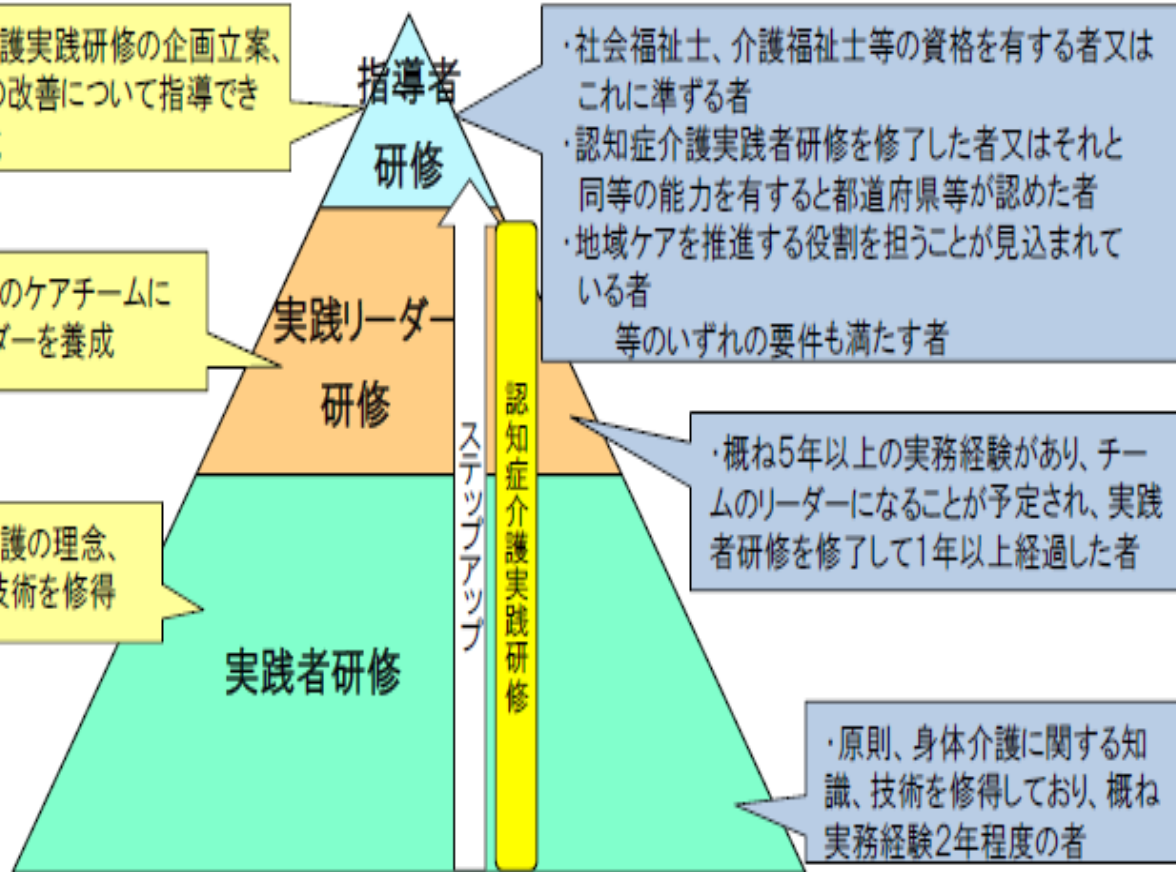 護実践研修の企画立案、
の改善について指導でき
指導者
研修
・社会福祉士、介護福祉士等の資格を有する者又は
これに準ずる者
・認知症介護実践者研修を修了した者又はそれと
同等の能力を有すると都道府県等が認めた者
・地域ケアを推進する役割を担うことが見込まれて
いる者
等のいずれの要件も満たす者
のケアチームに
ダーを養成
実践リーダー
研修
ステップアップ
認知症介護実践研修
・概ね5年以上の実務経験があり、チー
ムのリーダーになることが予定され、実践
者研修を修了して1年以上経過した者
護の理念、
技術を修得
実践者研修
・原則、身体介護に関する知
識、技術を修得しており、概ね
実務経験2年程度の者